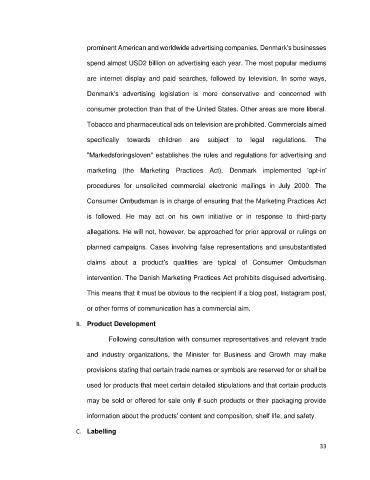 prominent American and worldwide advertising companies. Denmark's businesses
spend almost USD2 billion on advertising each year. The most popular mediums
are internet display and paid searches, followed by television. In some ways,
Denmark's advertising legislation is more conservative and concerned with
consumer protection than that of the United States. Other areas are more liberal.
Tobacco and pharmaceutical ads on television are prohibited. Commercials aimed
specifically towards children are subject to legal regulations. The
"Markedsforingsloven" establishes the rules and regulations for advertising and
marketing (the Marketing Practices Act). Denmark implemented 'opt-in'
procedures for unsolicited commercial electronic mailings in July 2000. The
Consumer Ombudsman is in charge of ensuring that the Marketing Practices Act
is followed. He may act on his own initiative or in response to third-party
allegations. He will not, however, be approached for prior approval or rulings on
planned campaigns. Cases involving false representations and unsubstantiated
claims about a product's qualities are typical of Consumer Ombudsman
intervention. The Danish Marketing Practices Act prohibits disguised advertising.
This means that it must be obvious to the recipient if a blog post, Instagram post,
or other forms of communication has a commercial aim.
B. Product Development
Following consultation with consumer representatives and relevant trade
and industry organizations, the Minister for Business and Growth may make
provisions stating that certain trade names or symbols are reserved for or shall be
used for products that meet certain detailed stipulations and that certain products
may be sold or offered for sale only if such products or their packaging provide
information about the products' content and composition, shelf life, and safety.
C. Labelling
33